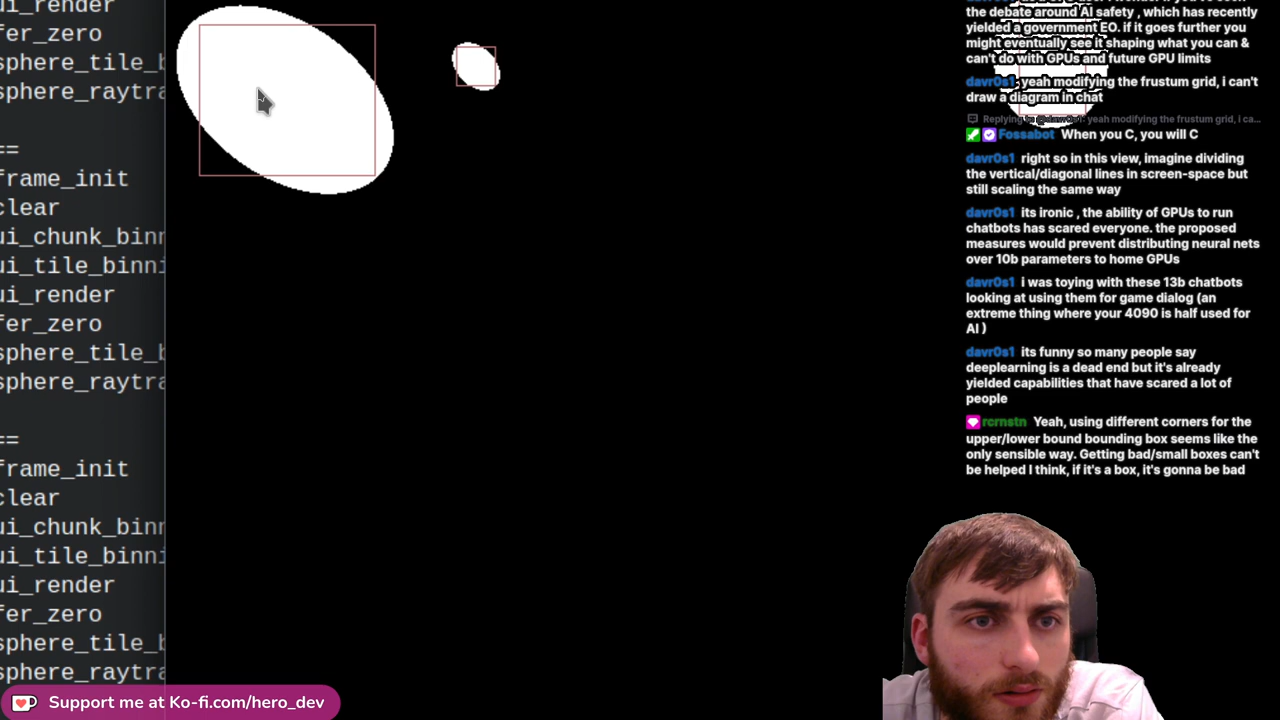 ui_render
fer_zero
sphere_tile_b
sphere_raytra
==
frame_init
clear
ui_chunk_binn
ui_tile_binni
ui_render
fer_zero
sphere_tile_b
sphere_raytra
==
frame_init
clear
ui_chunk_binn
ui_tile_binni
ui_render
fer_zero
sphere_tile_b
sphere_raytra
Support me at Ko-fi.com/hero_dev
the debate around AI safety , which has recently
yielded a government EO. if it goes further you
might eventually see it shaping what you can &
can't do with GPUs and future GPU limits
davr0s1 yeah modifying the frustum grid, i can't
draw a diagram in chat
Replying to @davr0s1: yeah modifying the frustum grid, i ca...
Fossabot When you C, you will C
davr0s1 right so in this view, imagine dividing
the vertical/diagonal lines in screen-space but
still scaling the same way
davr0s1 its ironic , the ability of GPUs to run
chatbots has scared everyone. the proposed
measures would prevent distributing neural nets
over 10b parameters to home GPUs
davr0s1 i was toying with these 13b chatbots
looking at using them for game dialog (an
extreme thing where your 4090 is half used for
AI )
davr0s1 its funny so many people say
deeplearning is a dead end but it's already
yielded capabilities that have scared a lot of
people
rcrnstn Yeah, using different corners for the
upper/lower bound bounding box seems like the
only sensible way. Getting bad/small boxes can't
be helped I think, if it's a box, it's gonna be bad